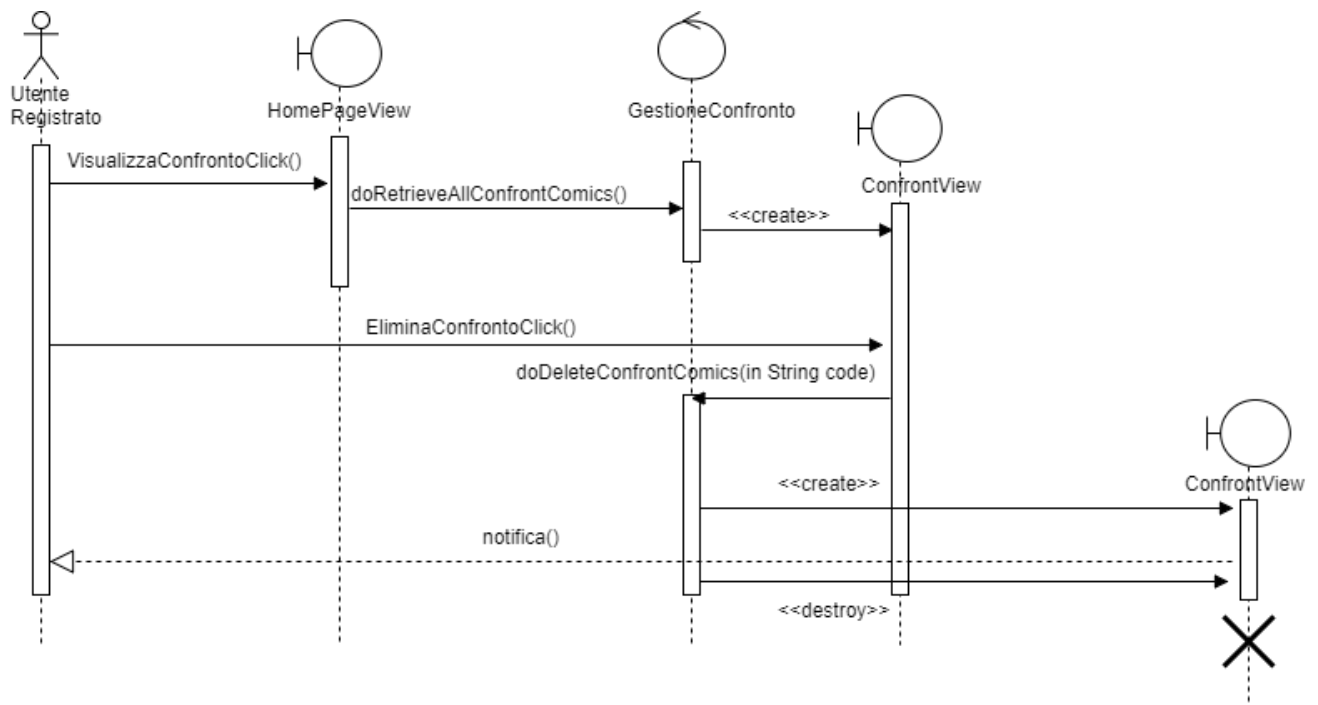 Utente
Registrato
HomePageView
GestioneConfronto
ConfrontView
VisualizzaConfrontoClick()
doRetrieveAllConfrontComics()
<<create>>
EliminaConfrontoClick()
doDeleteConfrontComics(in String code)
<<create>>
ConfrontView
notifica()
<<destroy>>